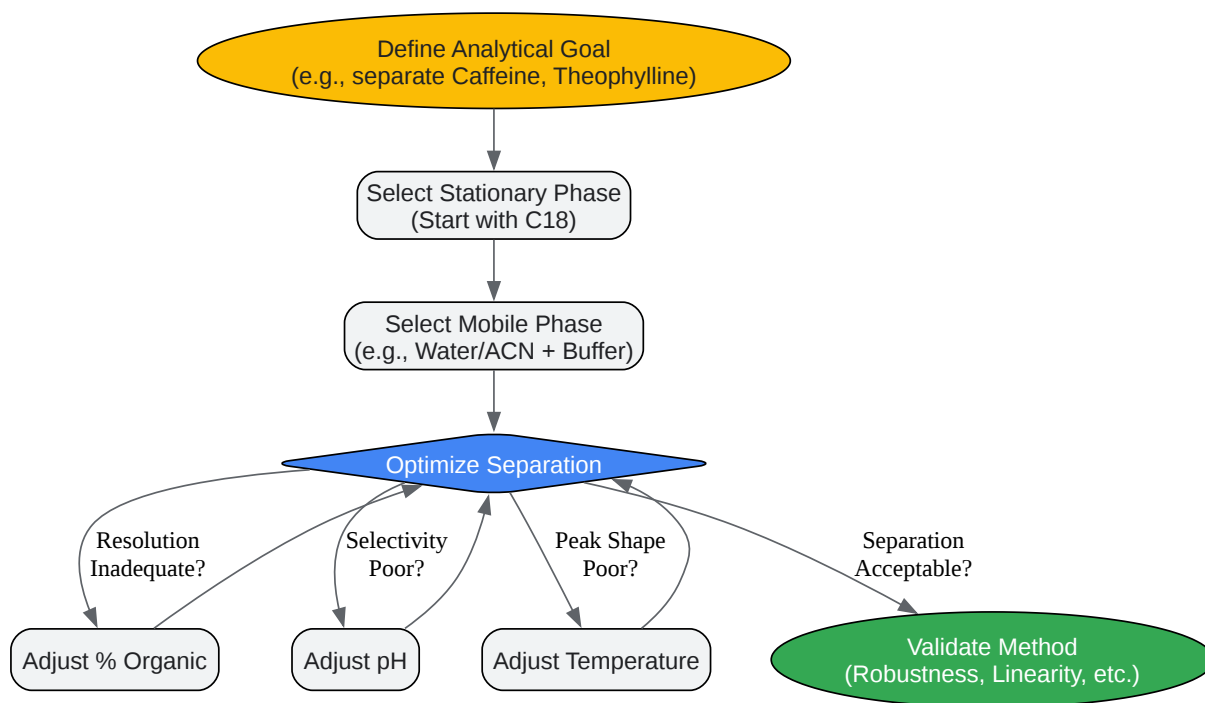 Define Analytical Goal
(e.g., separate Caffeine, Theophylline)
Select Stationary Phase
(Start with C18)
Select Mobile Phase
(e.g., Water/ACN + Buffer)
Optimize Separation
Resolution
Inadequate?
Selectivity
Poor?
Peak Shape
Poor?
Separation
Acceptable?
Adjust % Organic
Adjust pH
Adjust Temperature
Validate Method
(Robustness, Linearity, etc.)